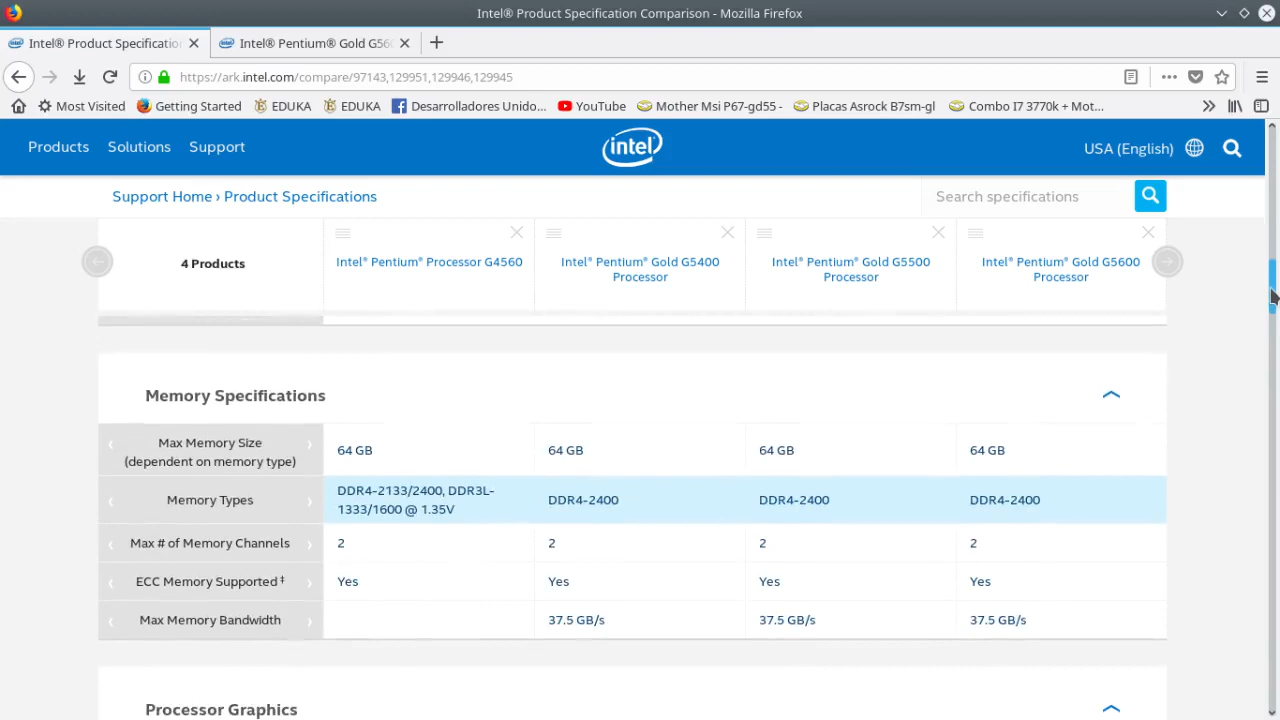 Intel® Product Specification Comparison - Mozilla Firefox
Intel® Product Specificatio
Intel® Pentium® Gold G560
https://ark.intel.com/compare/97143,129951,129946,129945
Most Visited
Getting Started
EDUKA
EDUKA
Desarrolladores Unido...
YouTube
Mother Msi P67-gd55 -
Placas Asrock B7sm-gl
Combo I7 3770k + Mot...
Products
Solutions
Support
intel
USA (English)
Support Home › Product Specifications
Search specifications
4 Products
Intel® Pentium® Processor G4560
Intel® Pentium® Gold G5400
Processor
Intel® Pentium® Gold G5500
Processor
Intel® Pentium® Gold G5600
Processor
Memory Specifications
Max Memory Size
(dependent on memory type)
64 GB
64 GB
64 GB
64 GB
Memory Types
DDR4-2133/2400, DDR3L-
1333/1600 @ 1.35V
DDR4-2400
DDR4-2400
DDR4-2400
Max # of Memory Channels
2
2
2
2
ECC Memory Supported ‡
Yes
Yes
Yes
Yes
Max Memory Bandwidth
37.5 GB/s
37.5 GB/s
37.5 GB/s
Processor Graphics